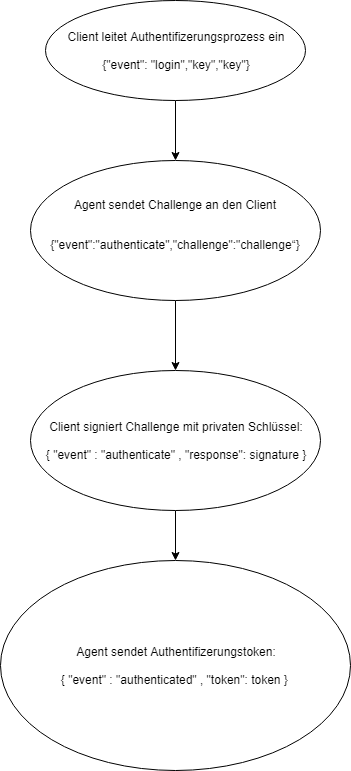 Client leitet Authentifizerungsprozess ein
{"event": "login","key","key"}
Agent sendet Challenge an den Client
{"event":"authenticate","challenge":"challenge“}
Client signiert Challenge mit privaten Schlüssel:
{ "event" : "authenticate" , "response": signature }
Agent sendet Authentifizerungstoken:
{ "event" : "authenticated" , "token": token }